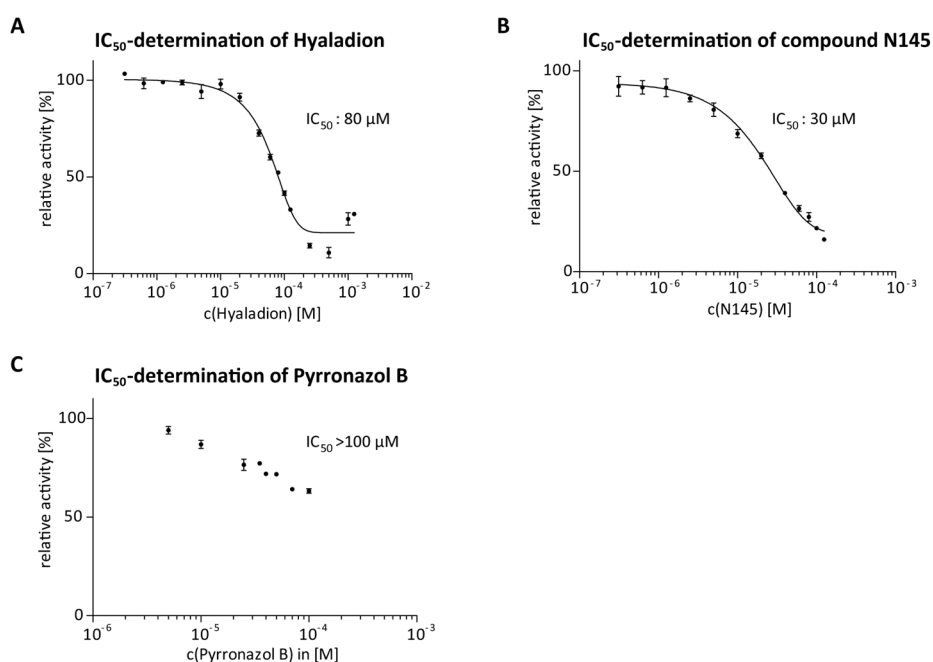 A
IC50-determination of Hyaladion
relative activity [%]
100
50
0
IC50 : 80 µM
10-7 10-6 10-5 10-4 10-3 10-2
c(Hyaladion) [M]
B
IC50-determination of compound N145
relative activity [%]
100
50
0
IC50 : 30 µM
10-7 10-6 10-5 10-4 10-3
c(N145) [M]
C
IC50-determination of Pyrronazol B
relative activity [%]
100
50
0
IC50 >100 µM
10-6 10-5 10-4 10-3
c(Pyrronazol B) in [M]